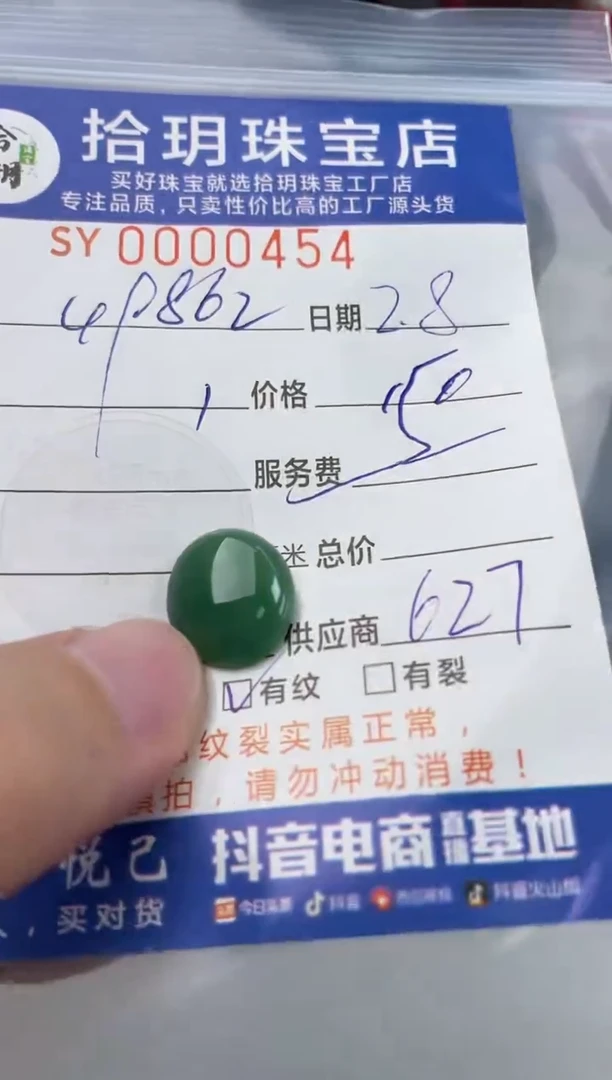 拾玥珠宝店
买好珠宝就选拾玥珠宝工厂店
专注品质，只卖性价比高的工厂源头货
SY 0000454
日期 2.8
1 价格 150
服务费
米 总价
供应商 627
有纹 有裂
纹裂实属正常，
慎拍，请勿冲动消费！
悦己 抖音电商直播基地
，买对货 今日头条 抖音 西瓜视频 抖音火山版